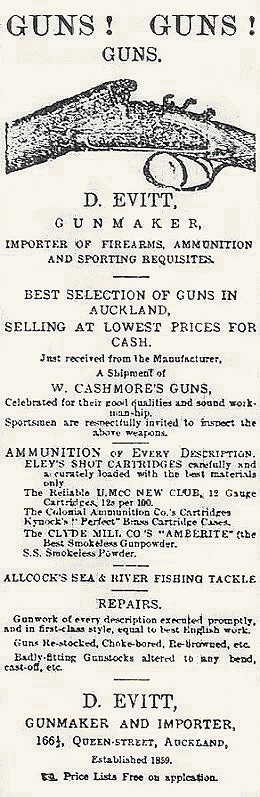 GUNS! GUNS!
GUNS.
D. EVITT,
GUNMAKER,
IMPORTER OF FIREARMS, AMMUNITION
AND SPORTING REQUISITES.
BEST SELECTION OF GUNS IN
AUCKLAND,
SELLING AT LOWEST PRICES FOR
CASH.
Just received from the Manufacturer,
A Shipment of
W. CASHMORE'S GUNS,
Celebrated for their good qualities and sound work-
manship.
Sportsmen are respectfully invited to inspect the
above weapons.
AMMUNITION OF EVERY DESCRIPTION.
ELEY'S SHOT CARTRIDGES carefully and
accurately loaded with the best materials
only
The Reliable U.M.C.C NEW CLUB, 12 Gauge
Cartridges, 12s per 100.
The Colonial Ammunition Co.'s Cartridges
Kynock's "Perfect" Brass Cartridge Cases.
The CLYDE MILL CO'S "AMBERITE" (the
Best Smokeless Gunpowder.
S.S. Smokeless Powder.
ALLCOCK'S SEA & RIVER FISHING TACKLE
REPAIRS.
Gunwork of every description executed promptly,
and in first-class style, equal to best English work.
Guns Re-stocked, Choke-bored, Re-browned, etc.
Badly-fitting Gunstocks altered to any bend,
cast-off, etc.
D. EVITT,
GUNMAKER AND IMPORTER,
166½, QUEEN-STREET, AUCKLAND,
Established 1859.
Price Lists Free on application.